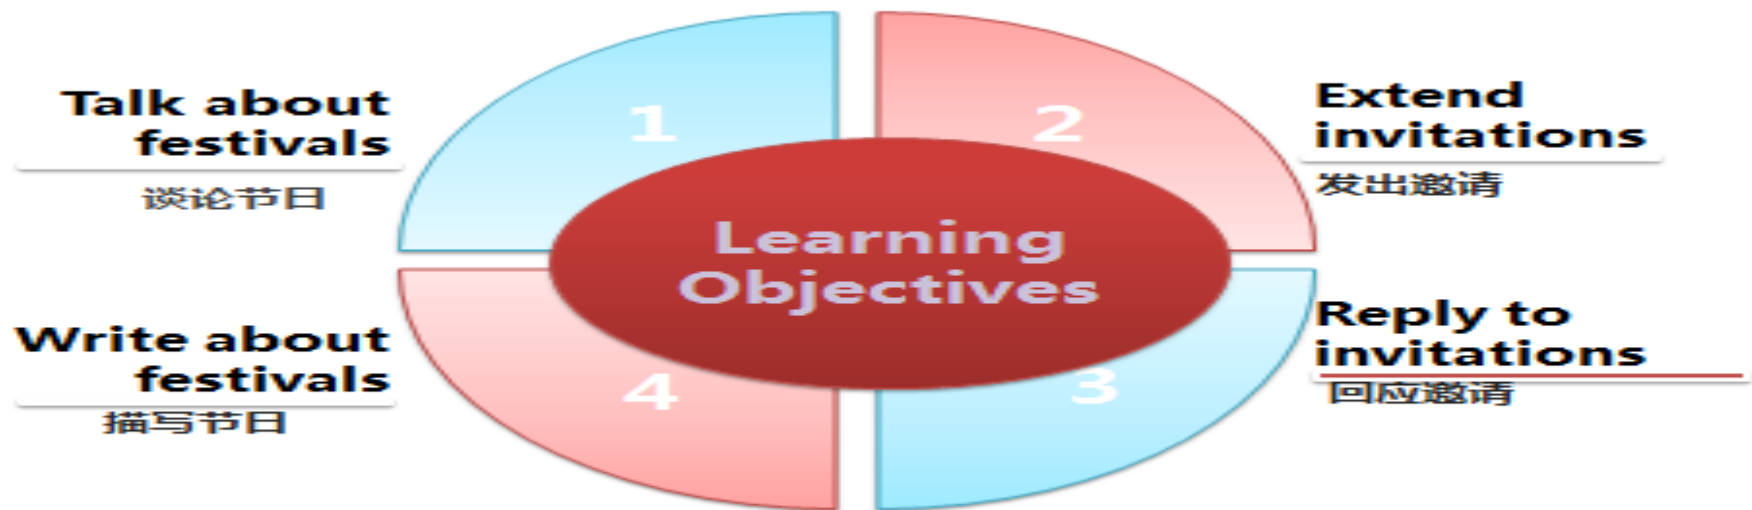 Talk about
festivals
谈论节日
1
2
Extend
invitations
发出邀请
Learning
Objectives
Write about
festivals
描写节日
4
3
Reply to
invitations
回应邀请